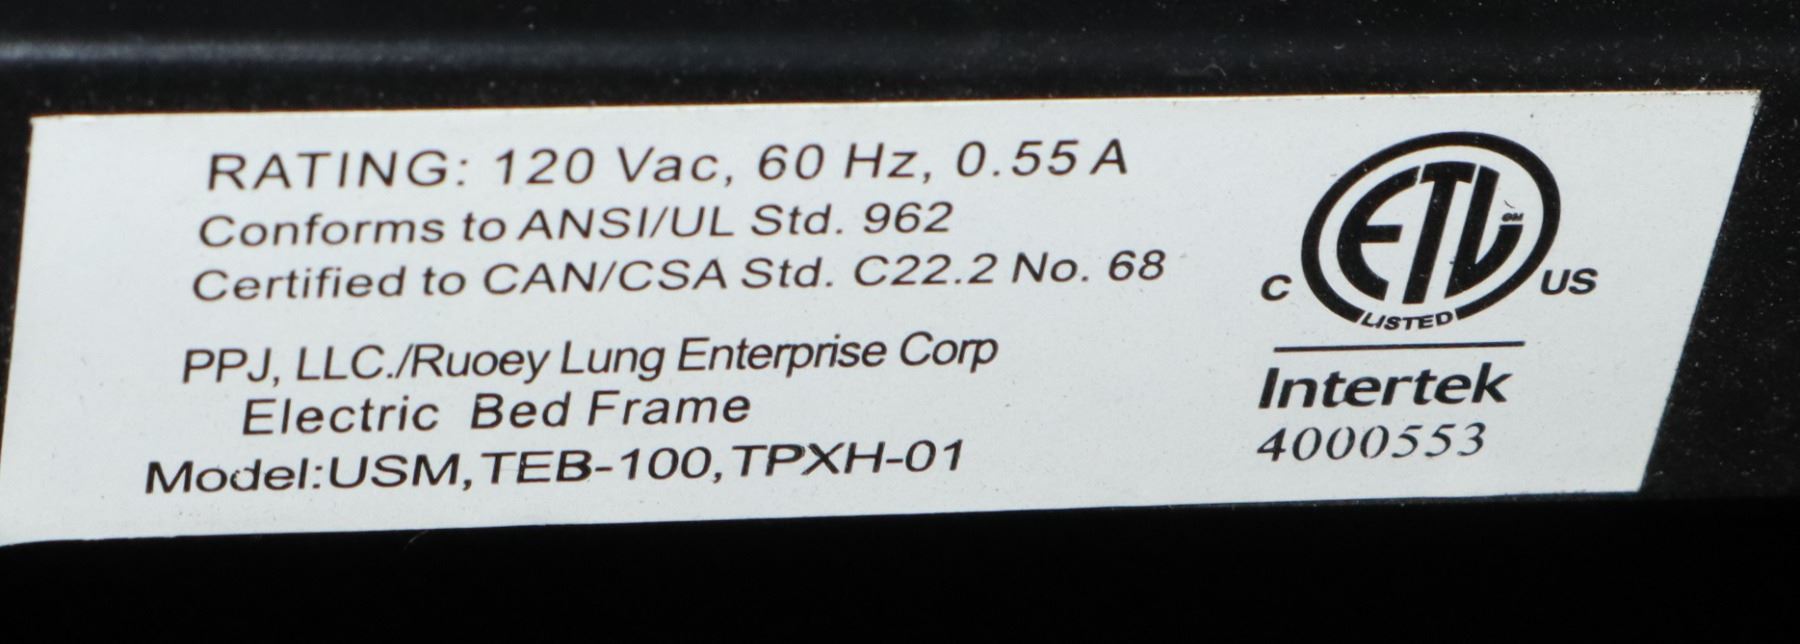 RATING: 120 Vac, 60 Hz, 0.55 A
Conforms to ANSI/UL Std. 962
Certified to CAN/CSA Std. C22.2 No. 68
PPJ, LLC./Ruoey Lung Enterprise Corp
Electric Bed Frame
Model:USM,TEB-100,TPXH-01
ETL
C US
LISTED
Intertek
4000553